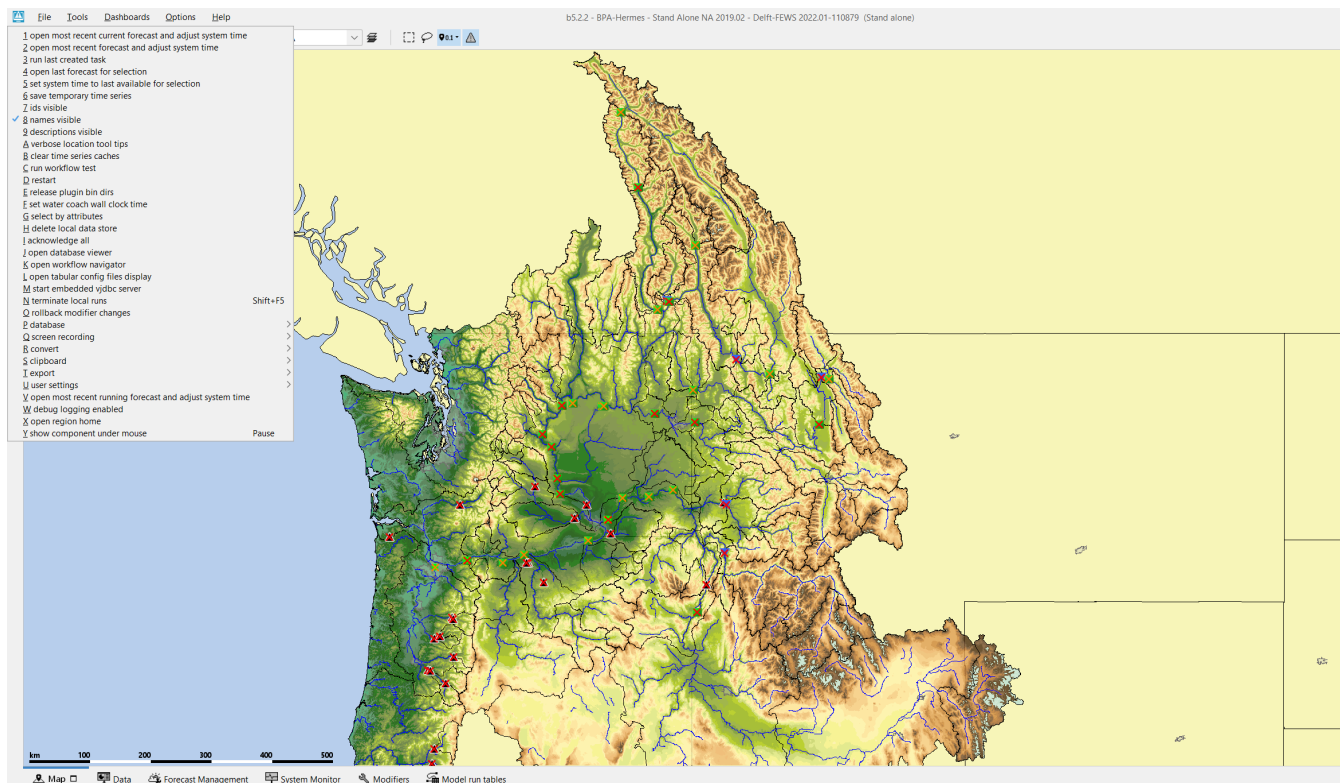 File Tools Dashboards Options Help
b5.2.2 - BPA-Hermes - Stand Alone NA 2019.02 - Delft-FEWS 2022.01-110879 (Stand alone)
0.1
1 open most recent current forecast and adjust system time
2 open most recent forecast and adjust system time
3 run last created task
4 open last forecast for selection
5 set system time to last available for selection
6 save temporary time series
7 ids visible
8 names visible
9 descriptions visible
A verbose location tool tips
B clear time series caches
C run workflow test
D restart
E release plugin bin dirs
F set water coach wall clock time
G select by attributes
H delete local data store
I acknowledge all
J open database viewer
K open workflow navigator
L open tabular config files display
M start embedded vjdbc server
N terminate local runs Shift+F5
O rollback modifier changes
P database
Q screen recording
R convert
S clipboard
T export
U user settings
V open most recent running forecast and adjust system time
W debug logging enabled
X open region home
Y show component under mouse Pause
km 100 200 300 400 500
Map Data Forecast Management System Monitor Modifiers Model run tables